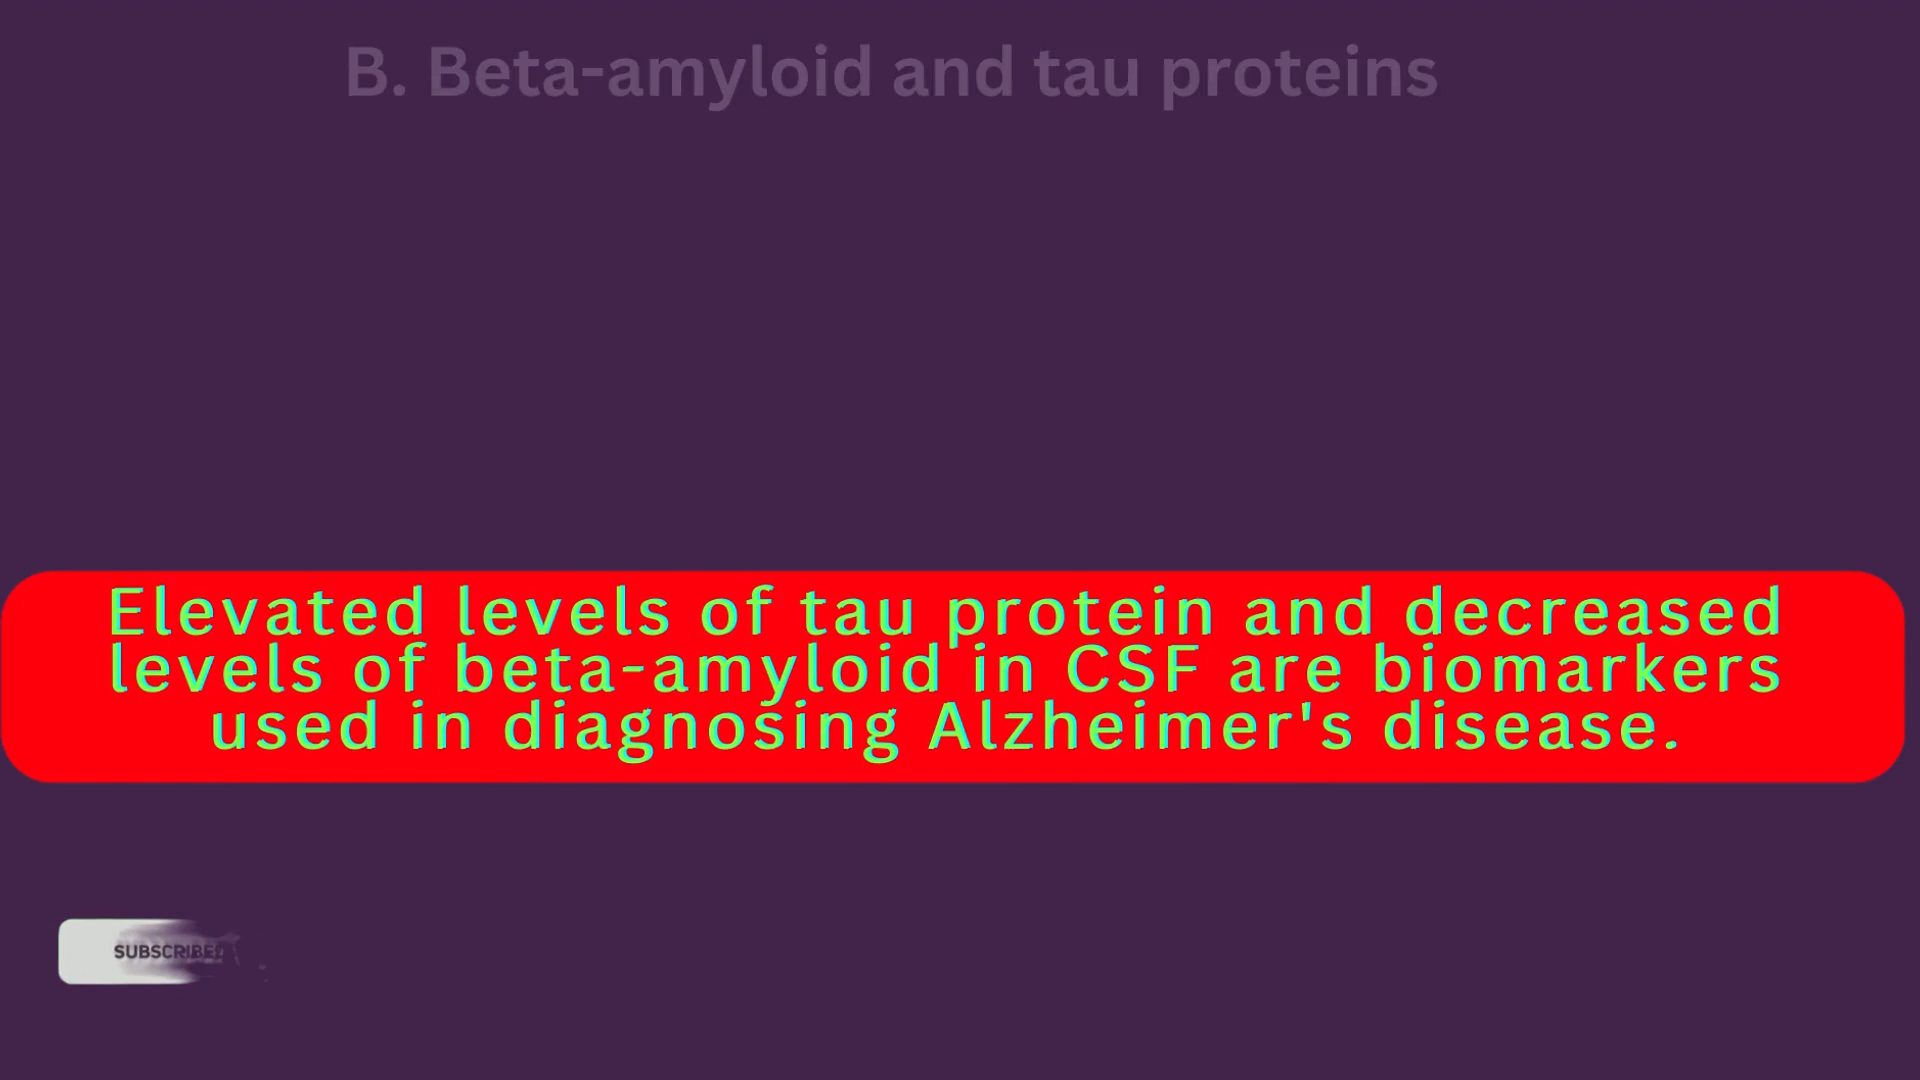 B. Beta-amyloid and tau proteins
Elevated levels of tau protein and decreased
levels of beta-amyloid in CSF are biomarkers
used in diagnosing Alzheimer's disease.
SUBSCRIBED